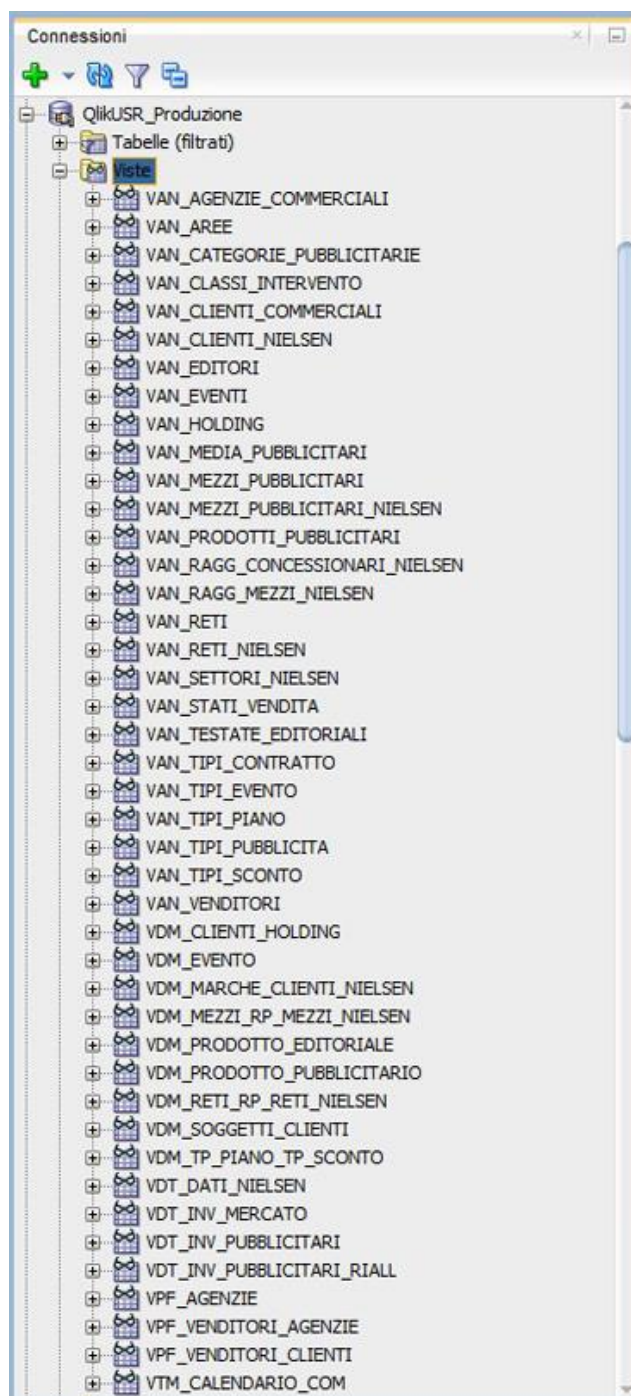 Connessioni
QlikUSR_Produzione
Tabelle (filtrati)
Viste
VAN_AGENZIE_COMMERCIALI
VAN_AREE
VAN_CATEGORIE_PUBBLICITARIE
VAN_CLASSI_INTERVENTO
VAN_CLIENTI_COMMERCIALI
VAN_CLIENTI_NIELSEN
VAN_EDITORI
VAN_EVENTI
VAN_HOLDING
VAN_MEDIA_PUBBLICITARI
VAN_MEZZI_PUBBLICITARI
VAN_MEZZI_PUBBLICITARI_NIELSEN
VAN_PRODOTTI_PUBBLICITARI
VAN_RAGG_CONCESSIONARI_NIELSEN
VAN_RAGG_MEZZI_NIELSEN
VAN_RETI
VAN_RETI_NIELSEN
VAN_SETTORI_NIELSEN
VAN_STATI_VENDITA
VAN_TESTATE_EDITORIALI
VAN_TIPI_CONTRATTO
VAN_TIPI_EVENTO
VAN_TIPI_PIANO
VAN_TIPI_PUBBLICITA
VAN_TIPI_SCONTO
VAN_VENDITORI
VDM_CLIENTI_HOLDING
VDM_EVENTO
VDM_MARCHE_CLIENTI_NIELSEN
VDM_MEZZI_RP_MEZZI_NIELSEN
VDM_PRODOTTO_EDITORIALE
VDM_PRODOTTO_PUBBLICITARIO
VDM_RETI_RP_RETI_NIELSEN
VDM_SOGGETTI_CLIENTI
VDM_TP_PIANO_TP_SCONTO
VDT_DATI_NIELSEN
VDT_INV_MERCATO
VDT_INV_PUBBLICITARI
VDT_INV_PUBBLICITARI_RIALL
VPF_AGENZIE
VPF_VENDITORI_AGENZIE
VPF_VENDITORI_CLIENTI
VTM_CALENDARIO_COM